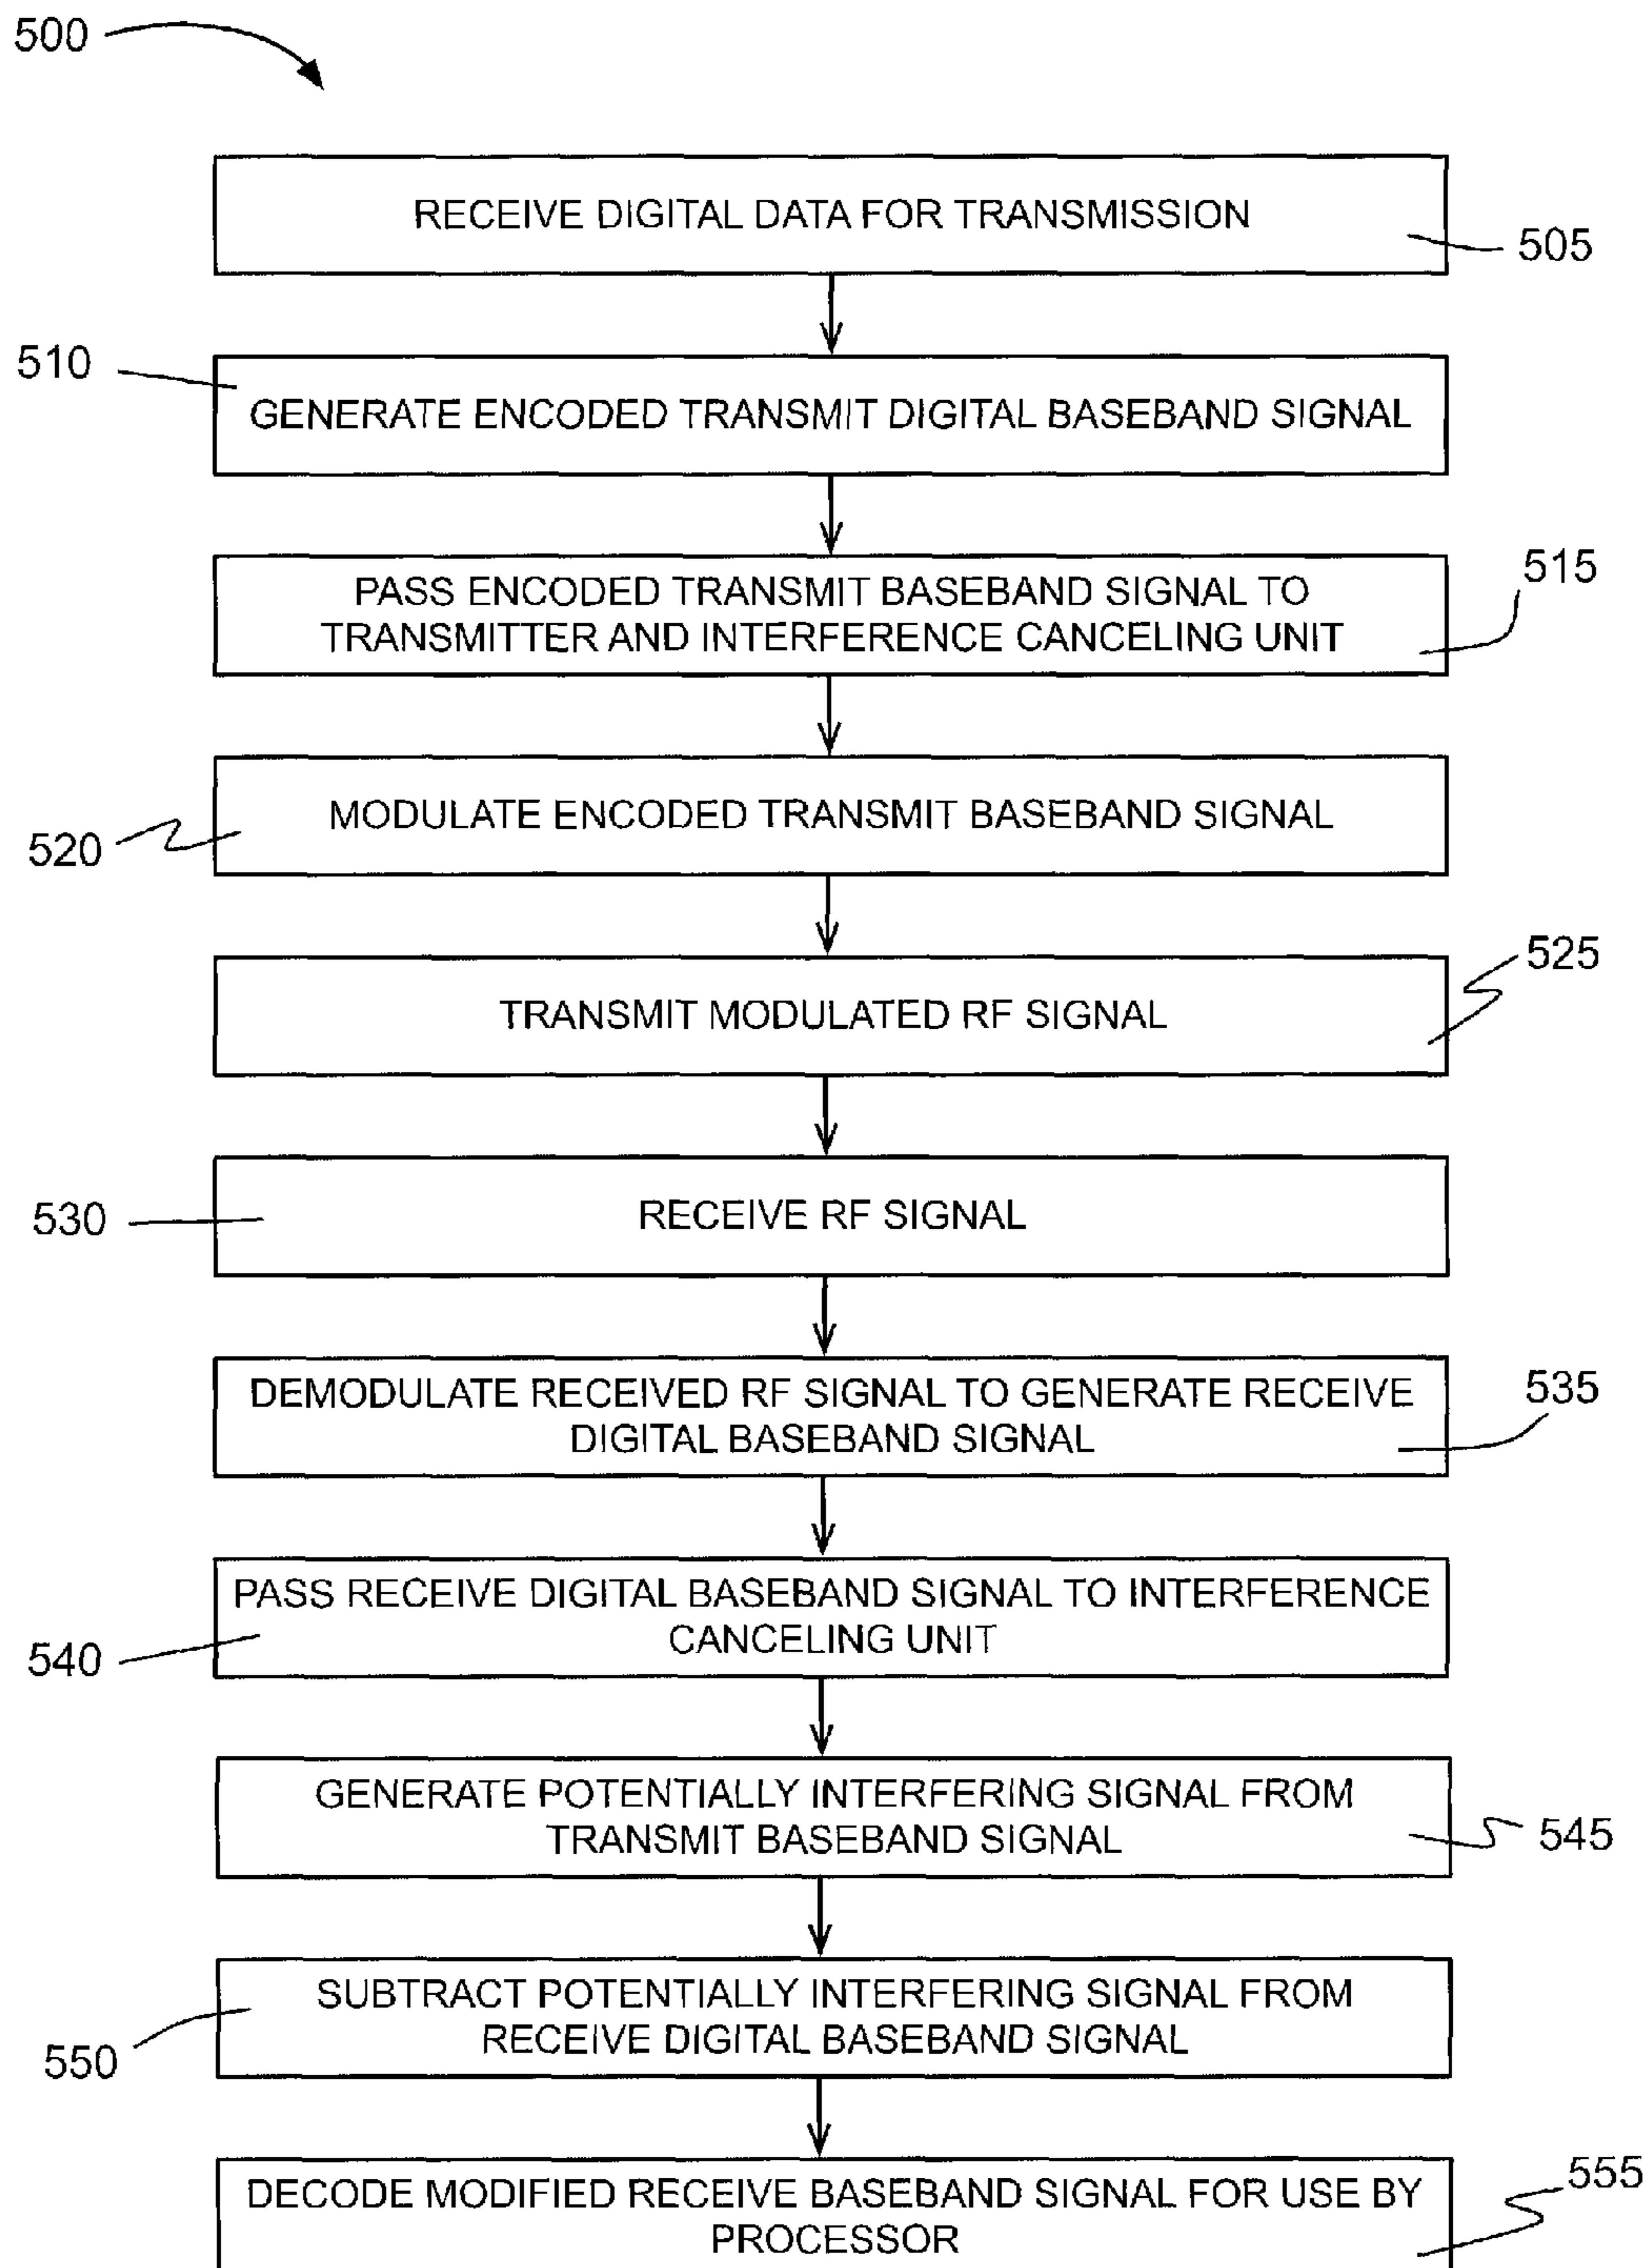 500
RECEIVE DIGITAL DATA FOR TRANSMISSION
505
510
GENERATE ENCODED TRANSMIT DIGITAL BASEBAND SIGNAL
PASS ENCODED TRANSMIT BASEBAND SIGNAL TO
TRANSMITTER AND INTERFERENCE CANCELING UNIT
515
MODULATE ENCODED TRANSMIT BASEBAND SIGNAL
520
TRANSMIT MODULATED RF SIGNAL
525
RECEIVE RF SIGNAL
530
DEMODULATE RECEIVED RF SIGNAL TO GENERATE RECEIVE
DIGITAL BASEBAND SIGNAL
535
PASS RECEIVE DIGITAL BASEBAND SIGNAL TO INTERFERENCE
CANCELING UNIT
540
GENERATE POTENTIALLY INTERFERING SIGNAL FROM
TRANSMIT BASEBAND SIGNAL
545
SUBTRACT POTENTIALLY INTERFERING SIGNAL FROM
RECEIVE DIGITAL BASEBAND SIGNAL
550
DECODE MODIFIED RECEIVE BASEBAND SIGNAL FOR USE BY
PROCESSOR
555